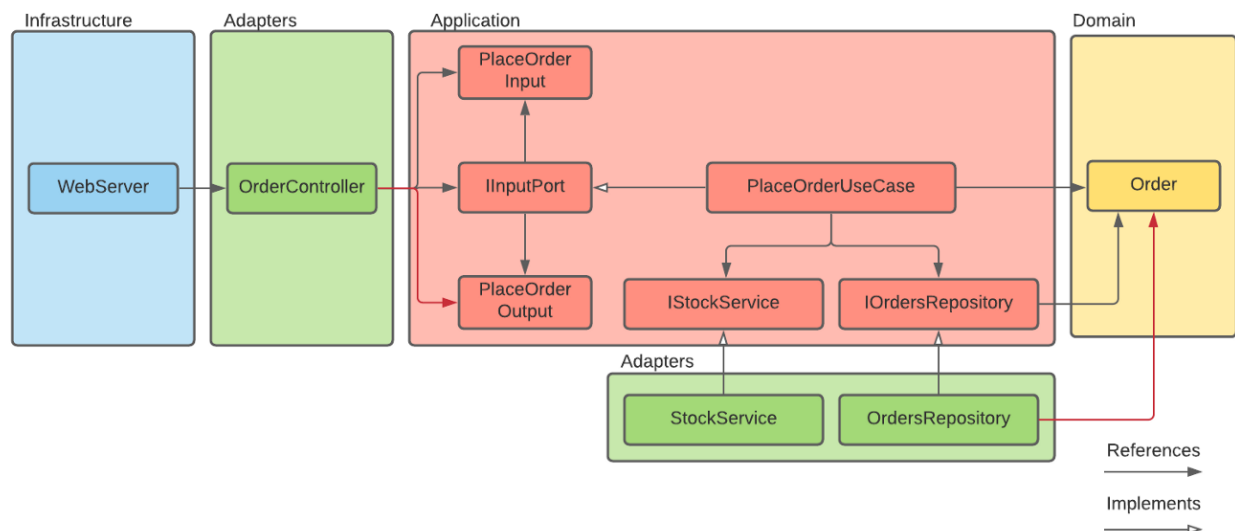 Infrastructure
Adapters
Application
Domain
PlaceOrder
Input
WebServer
OrderController
IInputPort
PlaceOrderUseCase
Order
PlaceOrder
Output
IStockService
IOrdersRepository
Adapters
StockService
OrdersRepository
References
Implements